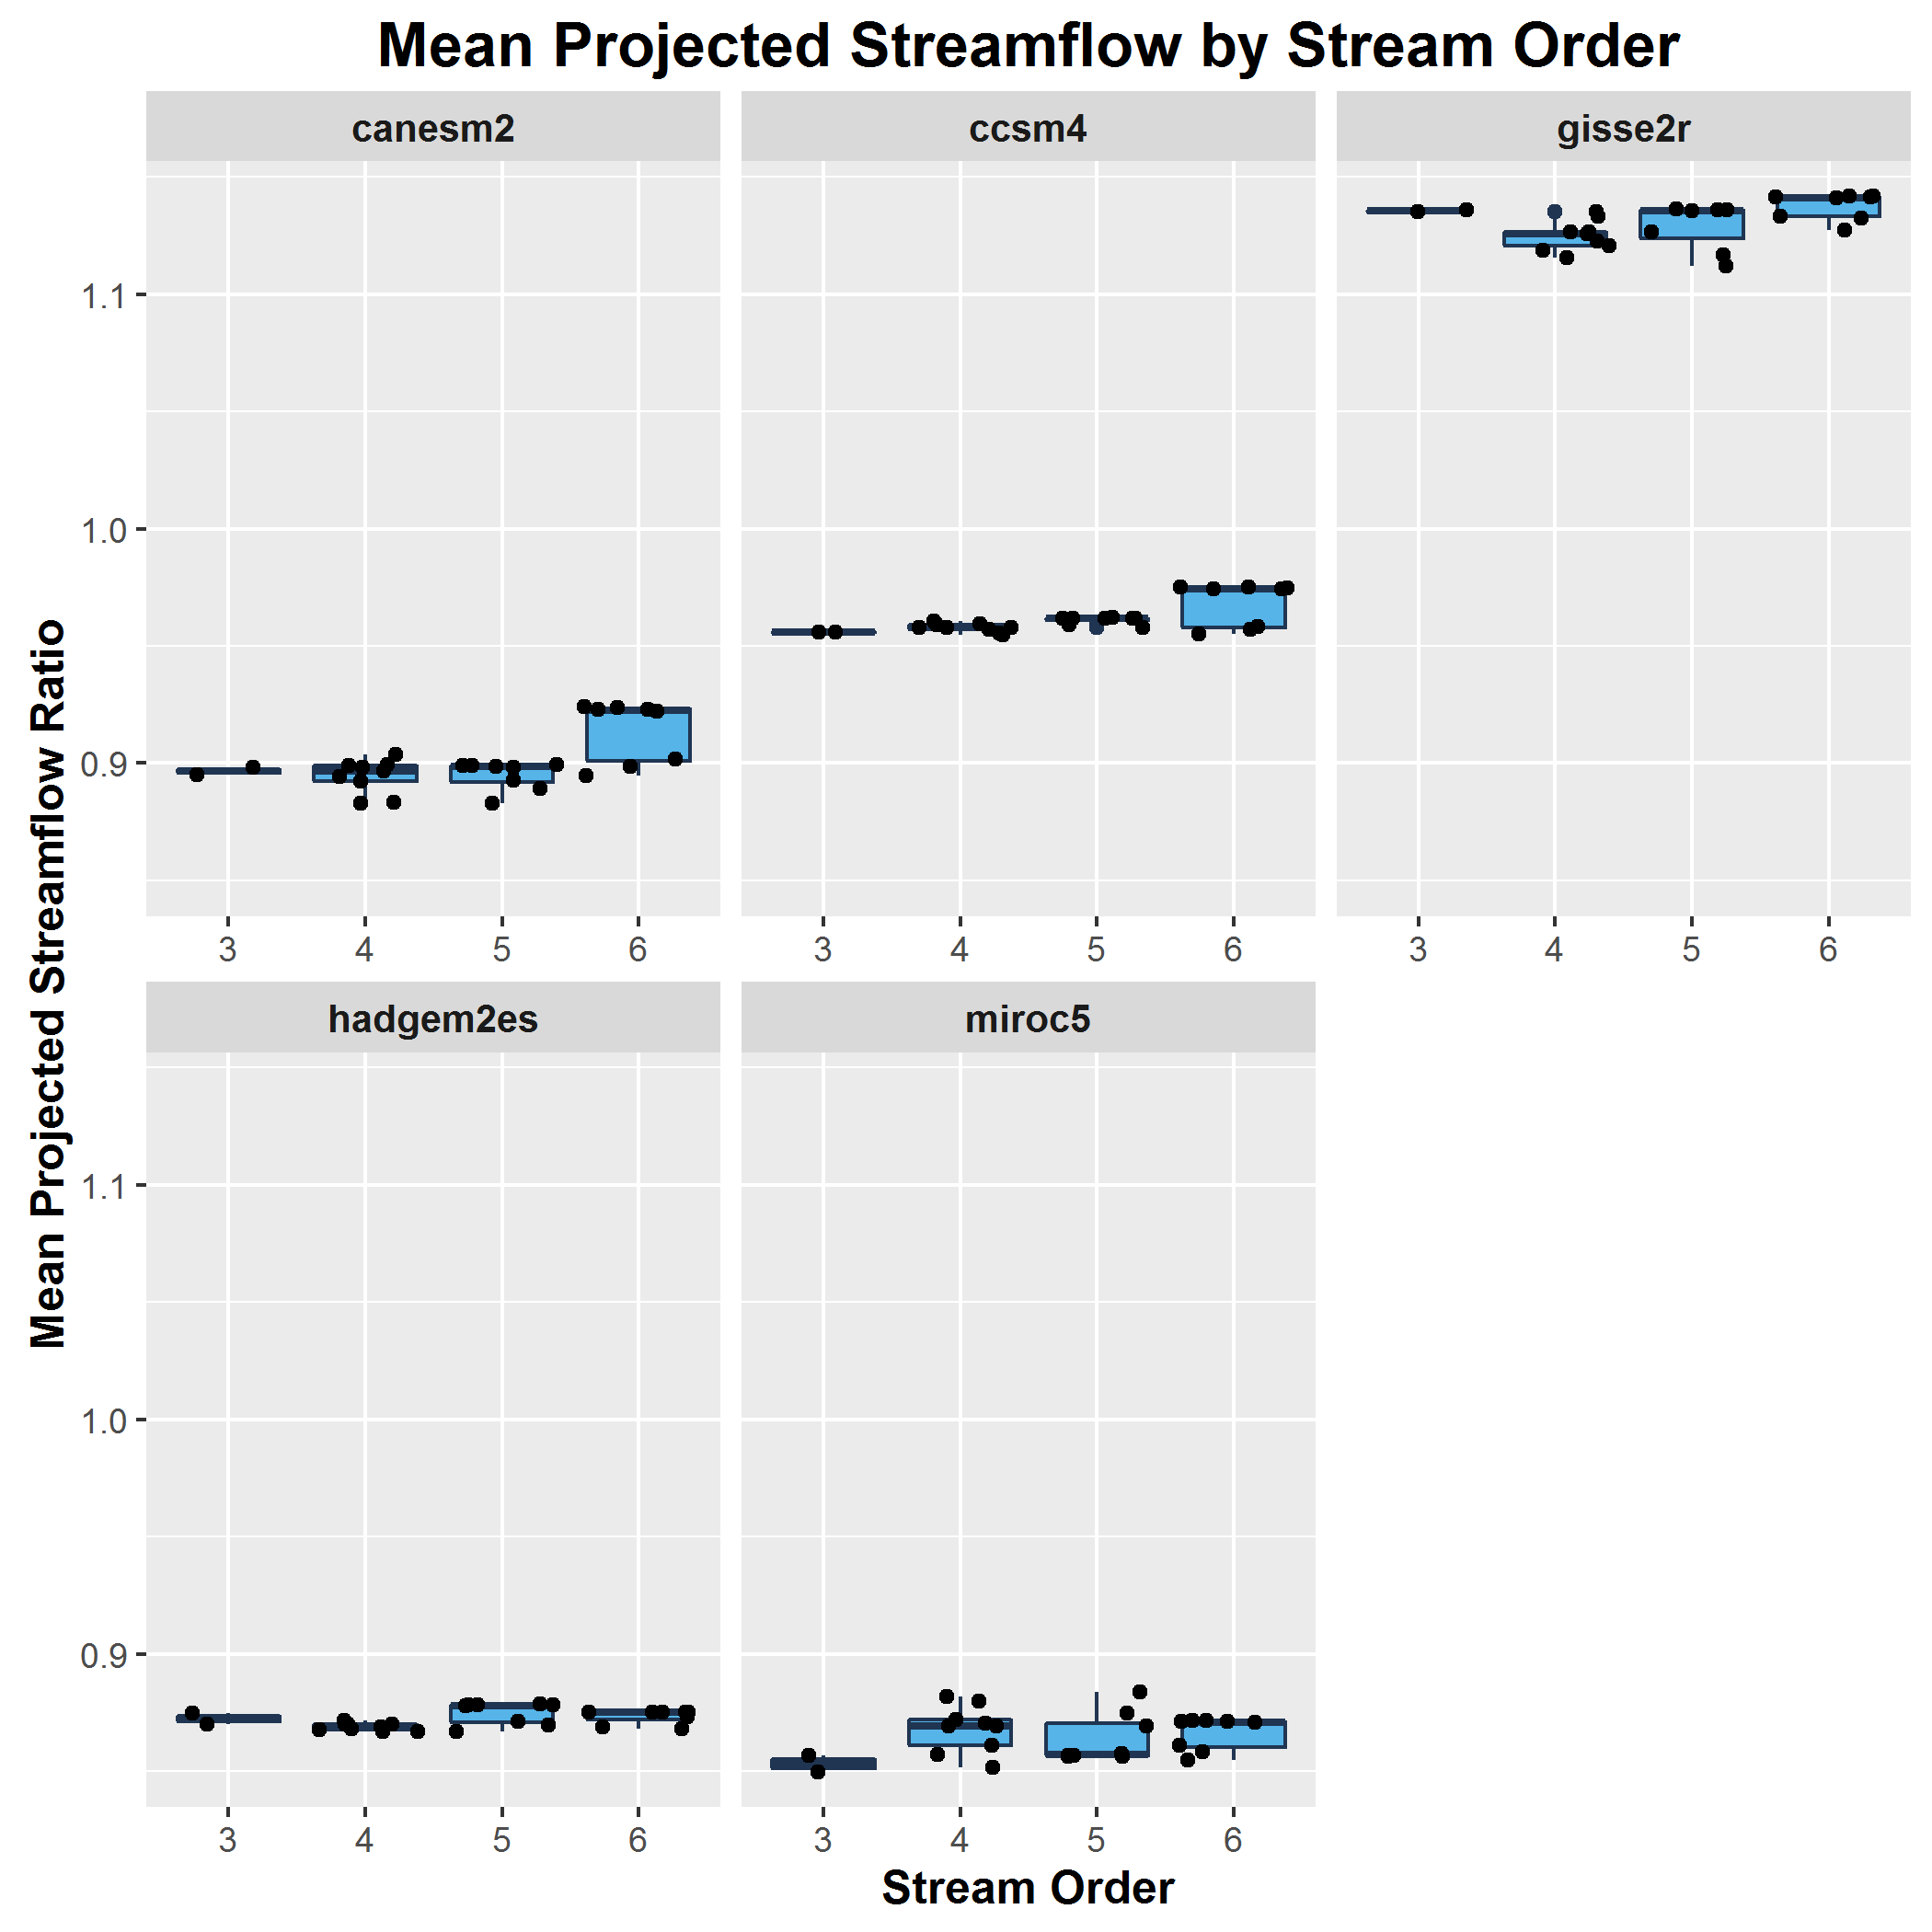 Mean Projected Streamflow by Stream Order
canesm2
ccsm4
gisse2r
1.1
1.0
0.9
3 4 5 6
3 4 5 6
3 4 5 6
Mean Projected Streamflow Ratio
hadgem2es
miroc5
1.1
1.0
0.9
3 4 5 6
3 4 5 6
Stream Order